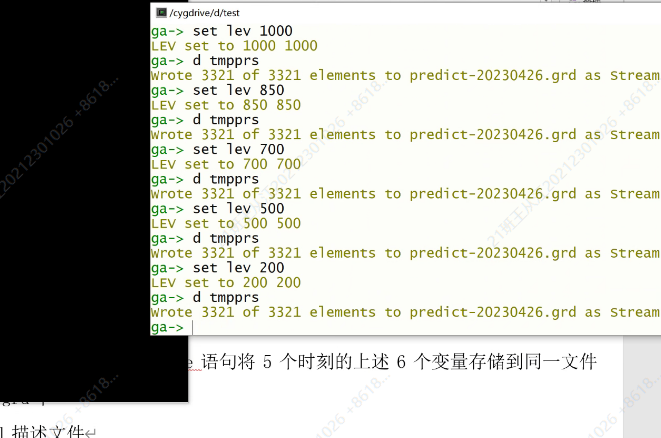 /cygdrive/d/test
ga-> set lev 1000
LEV set to 1000 1000
ga-> d tmpprs
Wrote 3321 of 3321 elements to predict-20230426.grd as Stream
ga-> set lev 850
LEV set to 850 850
ga-> d tmpprs
Wrote 3321 of 3321 elements to predict-20230426.grd as Stream
ga-> set lev 700
LEV set to 700 700
ga-> d tmpprs
Wrote 3321 of 3321 elements to predict-20230426.grd as Stream
ga-> set lev 500
LEV set to 500 500
ga-> d tmpprs
Wrote 3321 of 3321 elements to predict-20230426.grd as Stream
ga-> set lev 200
LEV set to 200 200
ga-> d tmpprs
Wrote 3321 of 3321 elements to predict-20230426.grd as Stream
ga->
e 语句将 5 个时刻的上述 6 个变量存储到同一文件
l 描述文件